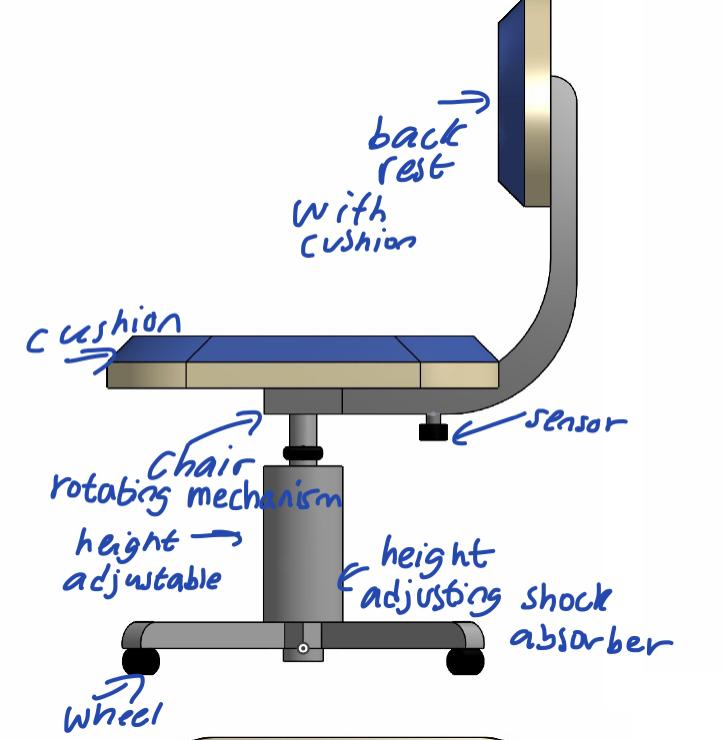 back
rest
with
cushion
cushion
sensor
Chair
rotating mechanism
height
adjustable
height
adjusting shock
absorber
wheel